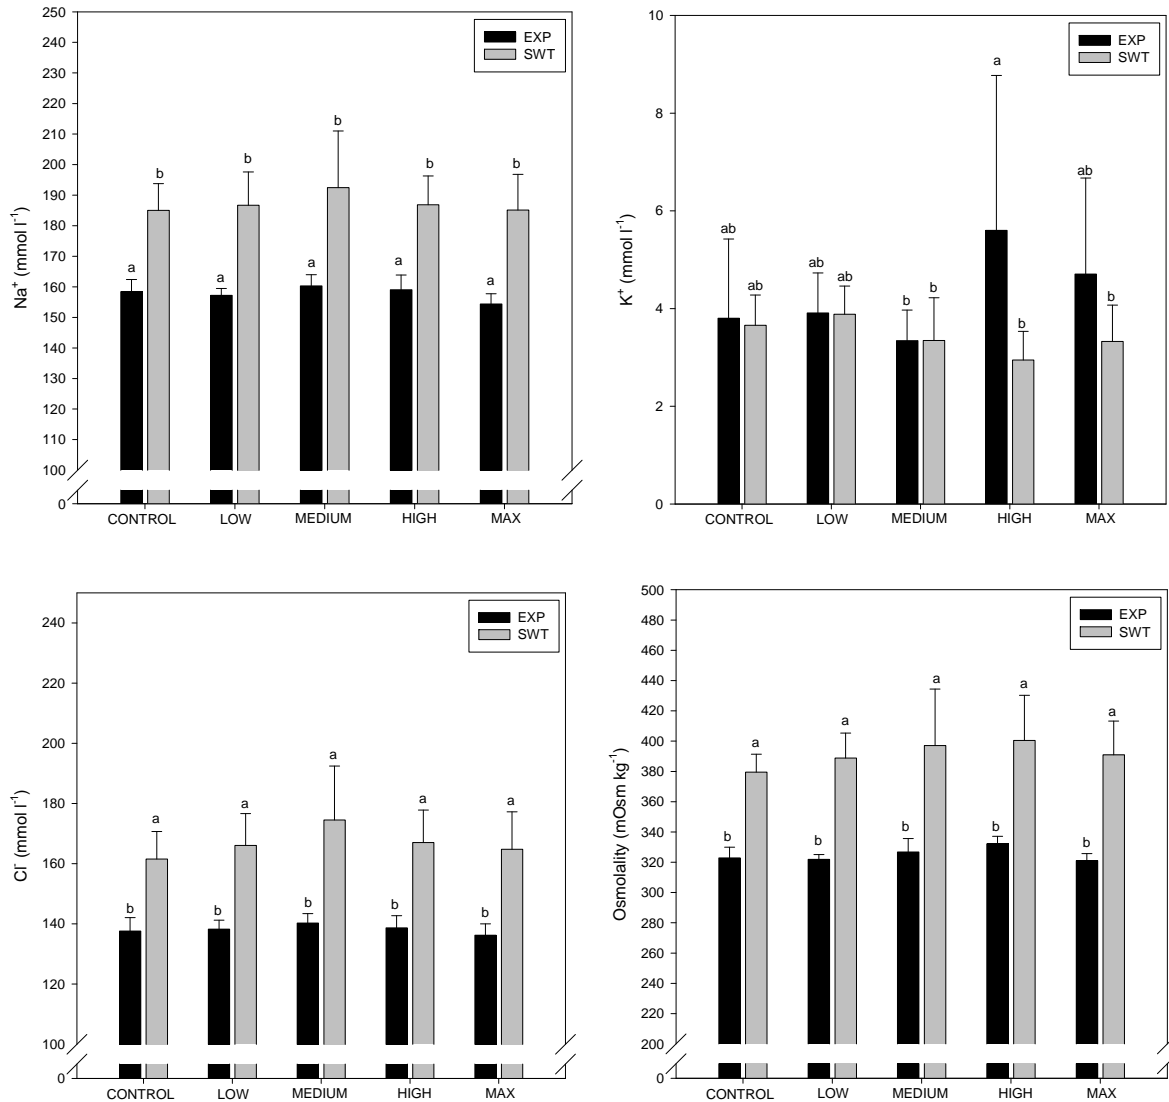 250
240
230
220
210
200
190
180
170
160
150
140
130
120
110
100
0
Na+ (mmol l-1)
EXP
SWT
a b a b a b a b a b
CONTROL LOW MEDIUM HIGH MAX
10
8
6
4
2
0
K+ (mmol l-1)
EXP
SWT
ab ab ab ab b b a b ab b
CONTROL LOW MEDIUM HIGH MAX
240
220
200
180
160
140
120
100
0
Cl- (mmol l-1)
EXP
SWT
b a b a b a b a b a
CONTROL LOW MEDIUM HIGH MAX
500
480
460
440
420
400
380
360
340
320
300
280
260
240
220
200
0
Osmolality (mOsm kg-1)
EXP
SWT
b a b a b a b a b a
CONTROL LOW MEDIUM HIGH MAX